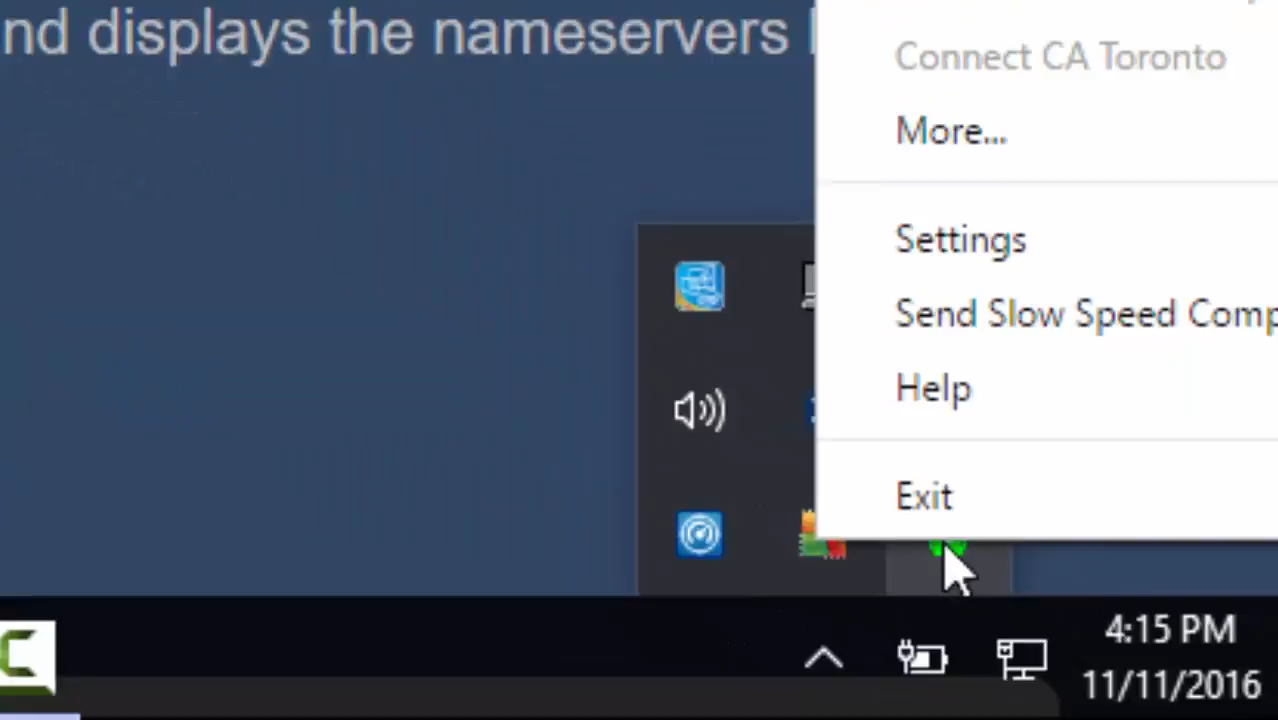 nd displays the nameservers
Connect CA Toronto
More...
Settings
Send Slow Speed Comp
Help
Exit
4:15 PM
11/11/2016